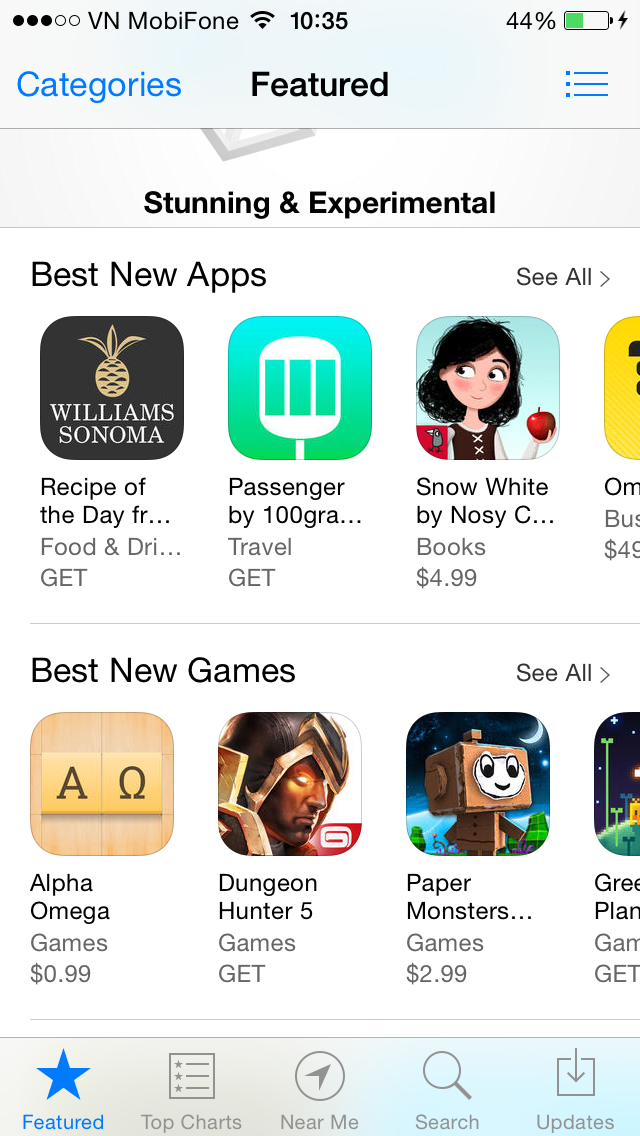 VN MobiFone 10:35 44%
Categories Featured
Stunning & Experimental
Best New Apps See All
WILLIAMS
SONOMA
Recipe of
the Day fr...
Food & Dri...
GET
Passenger
by 100gra...
Travel
GET
Snow White
by Nosy C...
Books
$4.99
Om
Bus
$49
Best New Games See All
Α Ω
Alpha
Omega
Games
$0.99
Dungeon
Hunter 5
Games
GET
Paper
Monsters...
Games
$2.99
Gree
Plan
Gam
GET
Featured Top Charts Near Me Search Updates